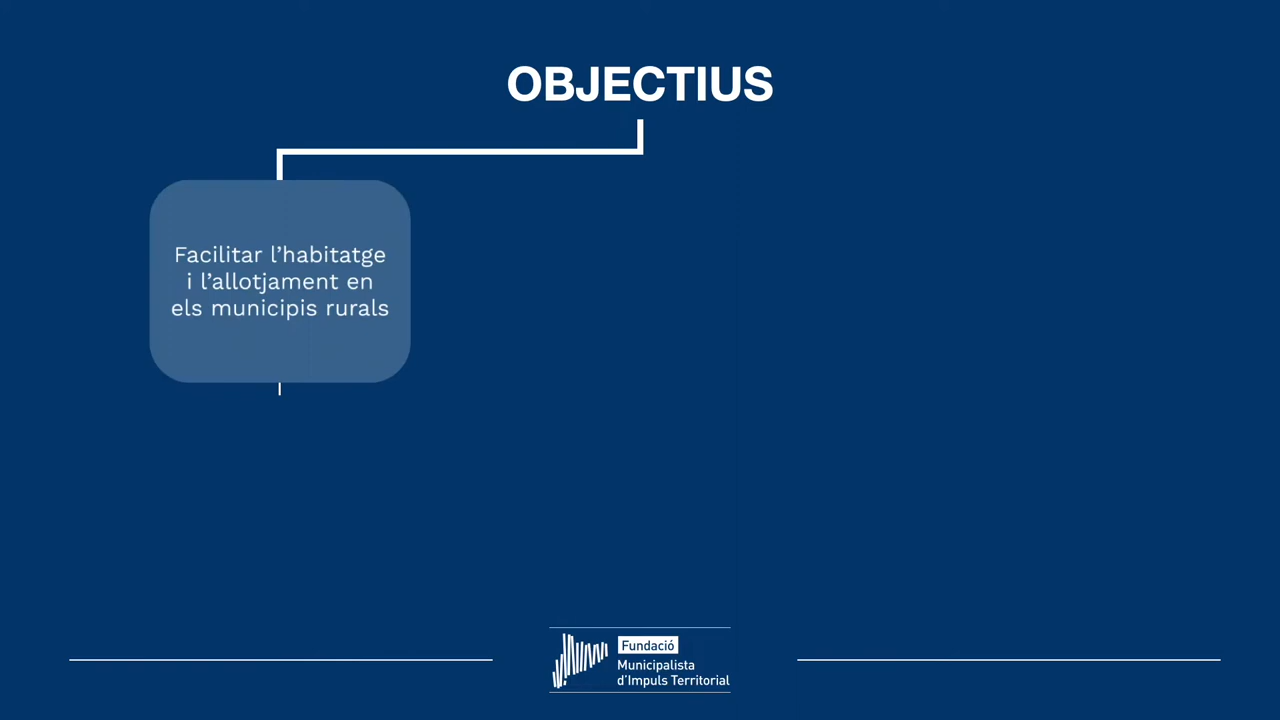 OBJECTIUS
Facilitar l’habitatge
i l’allotjament en
els municipis rurals
Fundació
Municipalista
d’Impuls Territorial